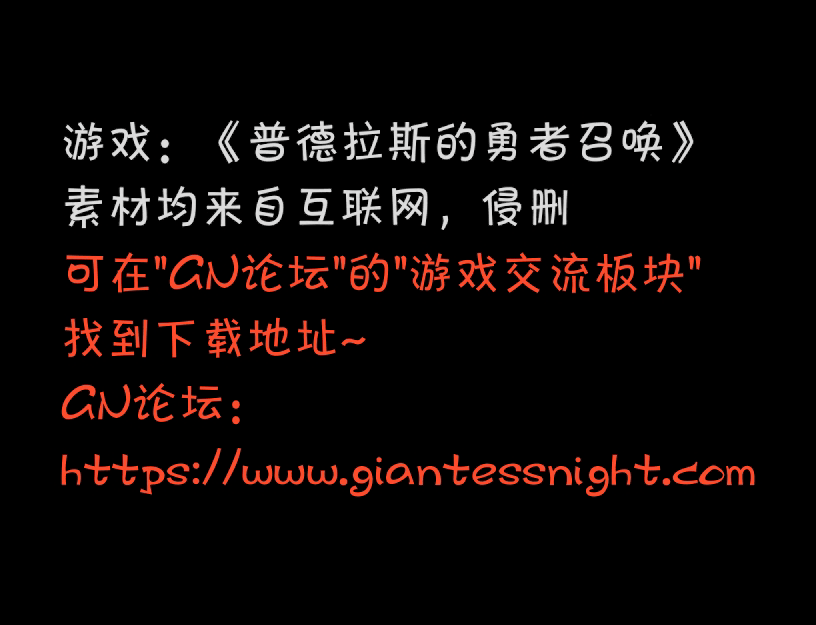 游戏：《普德拉斯的勇者召唤》
素材均来自互联网，侵删
可在"GN论坛"的"游戏交流板块"
找到下载地址~
GN论坛：
https://www.giantessnight.com